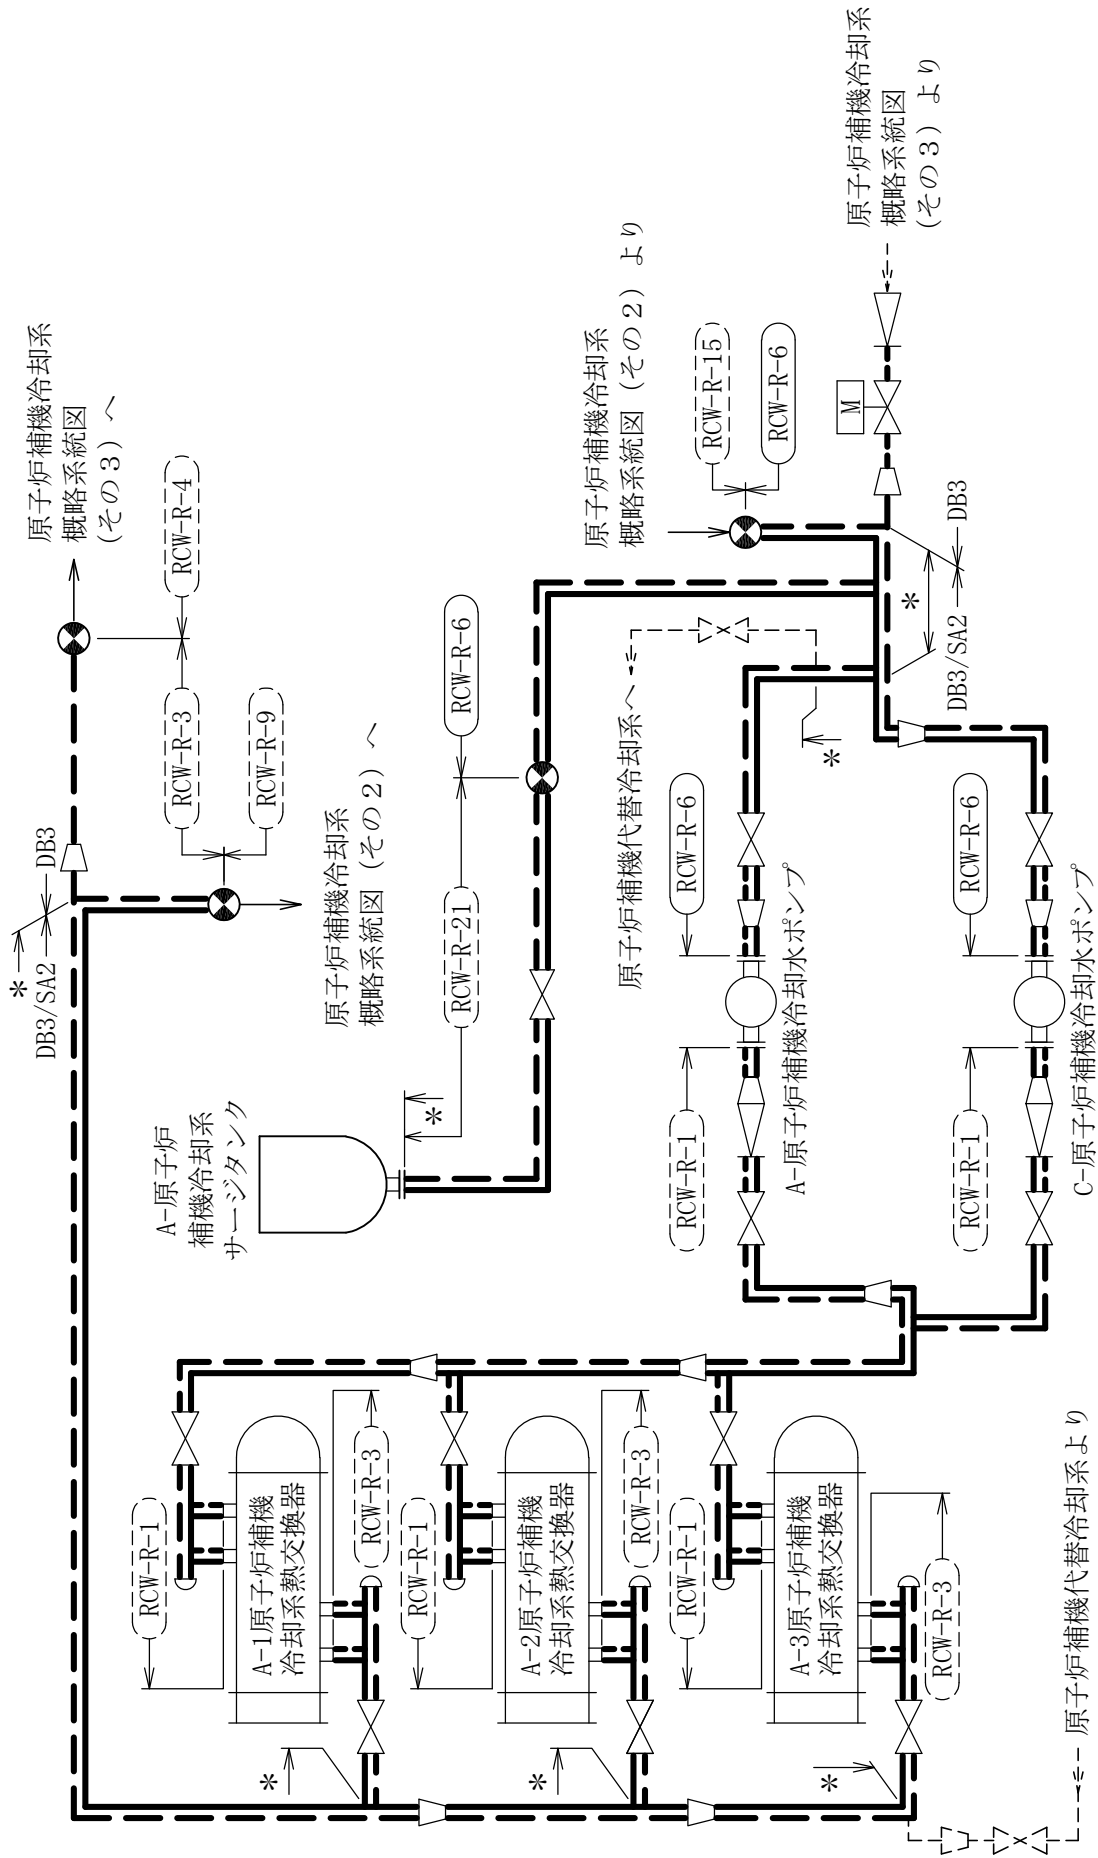 原子炉補機冷却系
概略系統図
(その３) へ
RCW-R-4
RCW-R-3
RCW-R-9
*
DB3/SA2
DB3
原子炉補機冷却系
概略系統図 (その２) へ
A-原子炉
補機冷却系
サージタンク
*
RCW-R-21
RCW-R-6
原子炉補機冷却系
概略系統図 (その２) より
RCW-R-15
RCW-R-6
原子炉補機冷却系
概略系統図
(その３) より
M
*
DB3/SA2
DB3
原子炉補機代替冷却系へ
*
RCW-R-1
RCW-R-6
A-原子炉補機冷却水ポンプ
RCW-R-1
RCW-R-6
C-原子炉補機冷却水ポンプ
RCW-R-1
A-1原子炉補機
冷却系熱交換器
RCW-R-3
*
RCW-R-1
A-2原子炉補機
冷却系熱交換器
RCW-R-3
*
RCW-R-1
A-3原子炉補機
冷却系熱交換器
RCW-R-3
*
原子炉補機代替冷却系より